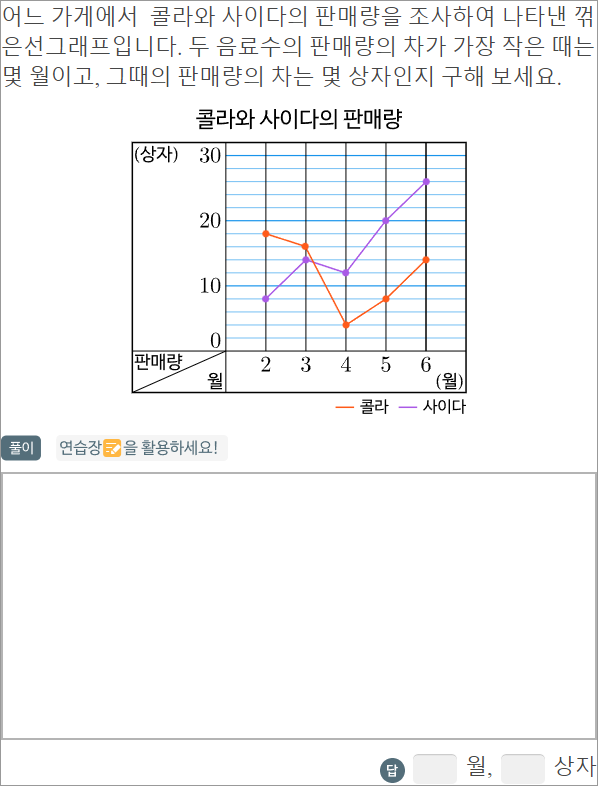 어느 가게에서 콜라와 사이다의 판매량을 조사하여 나타낸 꺾
은선그래프입니다. 두 음료수의 판매량의 차가 가장 작은 때는
몇 월이고, 그때의 판매량의 차는 몇 상자인지 구해 보세요.
콜라와 사이다의 판매량
(상자) 30
20
10
0
판매량
월
2 3 4 5 6
(월)
콜라 사이다
풀이 연습장을 활용하세요!
답 월, 상자